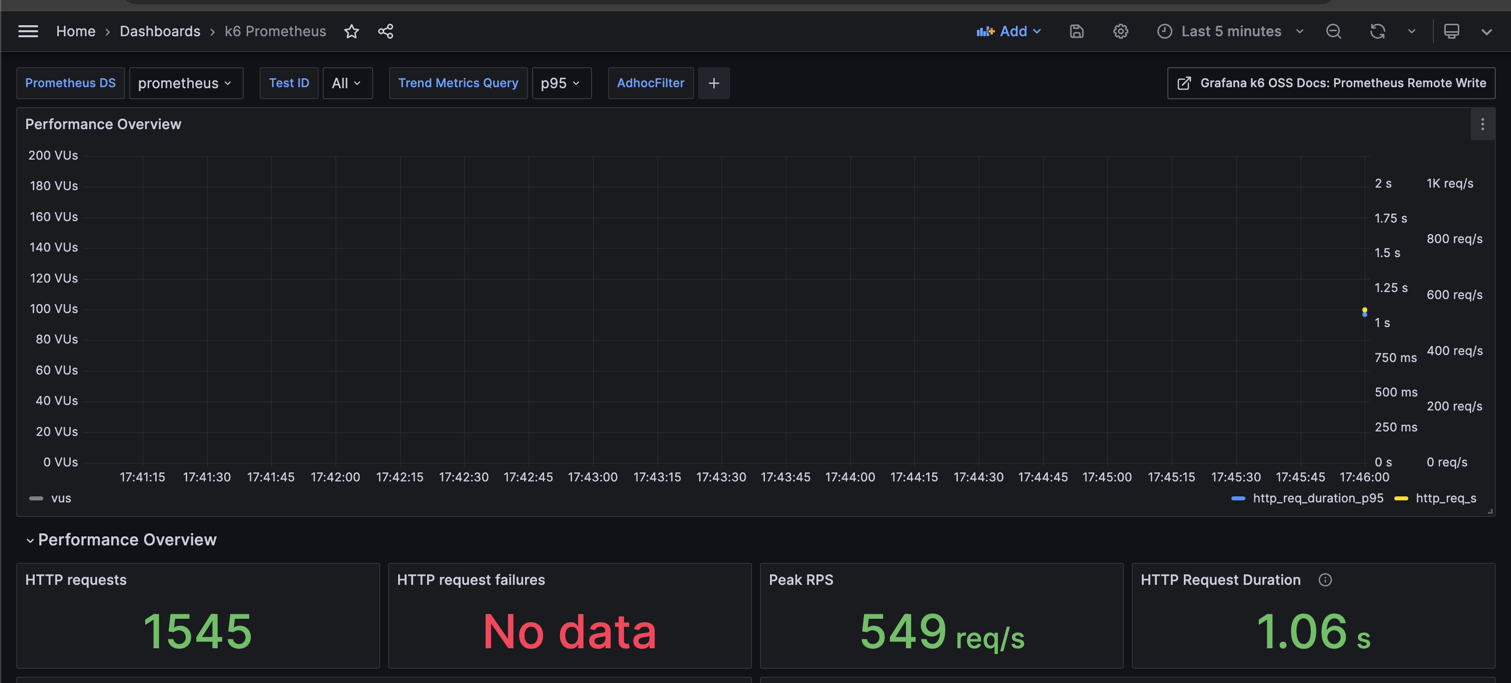 Home › Dashboards › k6 Prometheus
Add
Last 5 minutes
Prometheus DS prometheus Test ID All Trend Metrics Query p95 AdhocFilter +
Grafana k6 OSS Docs: Prometheus Remote Write
Performance Overview
200 VUs
180 VUs
160 VUs
140 VUs
120 VUs
100 VUs
80 VUs
60 VUs
40 VUs
20 VUs
0 VUs
2 s
1.75 s
1.5 s
1.25 s
1 s
750 ms
500 ms
250 ms
0 s
1K req/s
800 req/s
600 req/s
400 req/s
200 req/s
0 req/s
17:41:15 17:41:30 17:41:45 17:42:00 17:42:15 17:42:30 17:42:45 17:43:00 17:43:15 17:43:30 17:43:45 17:44:00 17:44:15 17:44:30 17:44:45 17:45:00 17:45:15 17:45:30 17:45:45 17:46:00
vus
http_req_duration_p95 http_req_s
Performance Overview
HTTP requests
1545
HTTP request failures
No data
Peak RPS
549 req/s
HTTP Request Duration
1.06 s